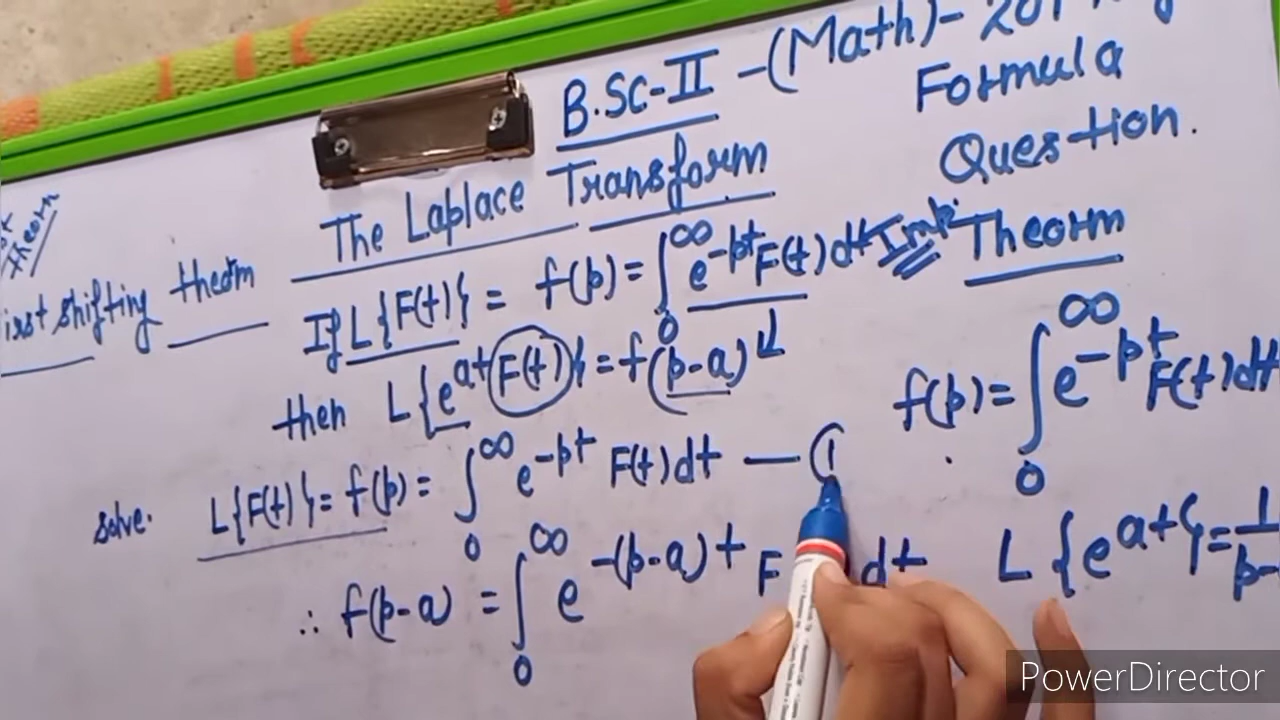 B.SC-II -(Math)-
Formula
Question.
The Laplace Transform
shifting theorm
If L{F(t)} = f(p) = ∫₀^∞ e^-pt F(t) dt Imp. Theorm
then L{e^at F(t)} = f(p-a)
f(p) = ∫₀^∞ e^-pt F(t) dt
solve. L{F(t)} = f(p) = ∫₀^∞ e^-pt F(t) dt — ①
L{e^at} = 1/p-
∴ f(p-a) = ∫₀^∞ e^-(p-a)t F dt
PowerDirector